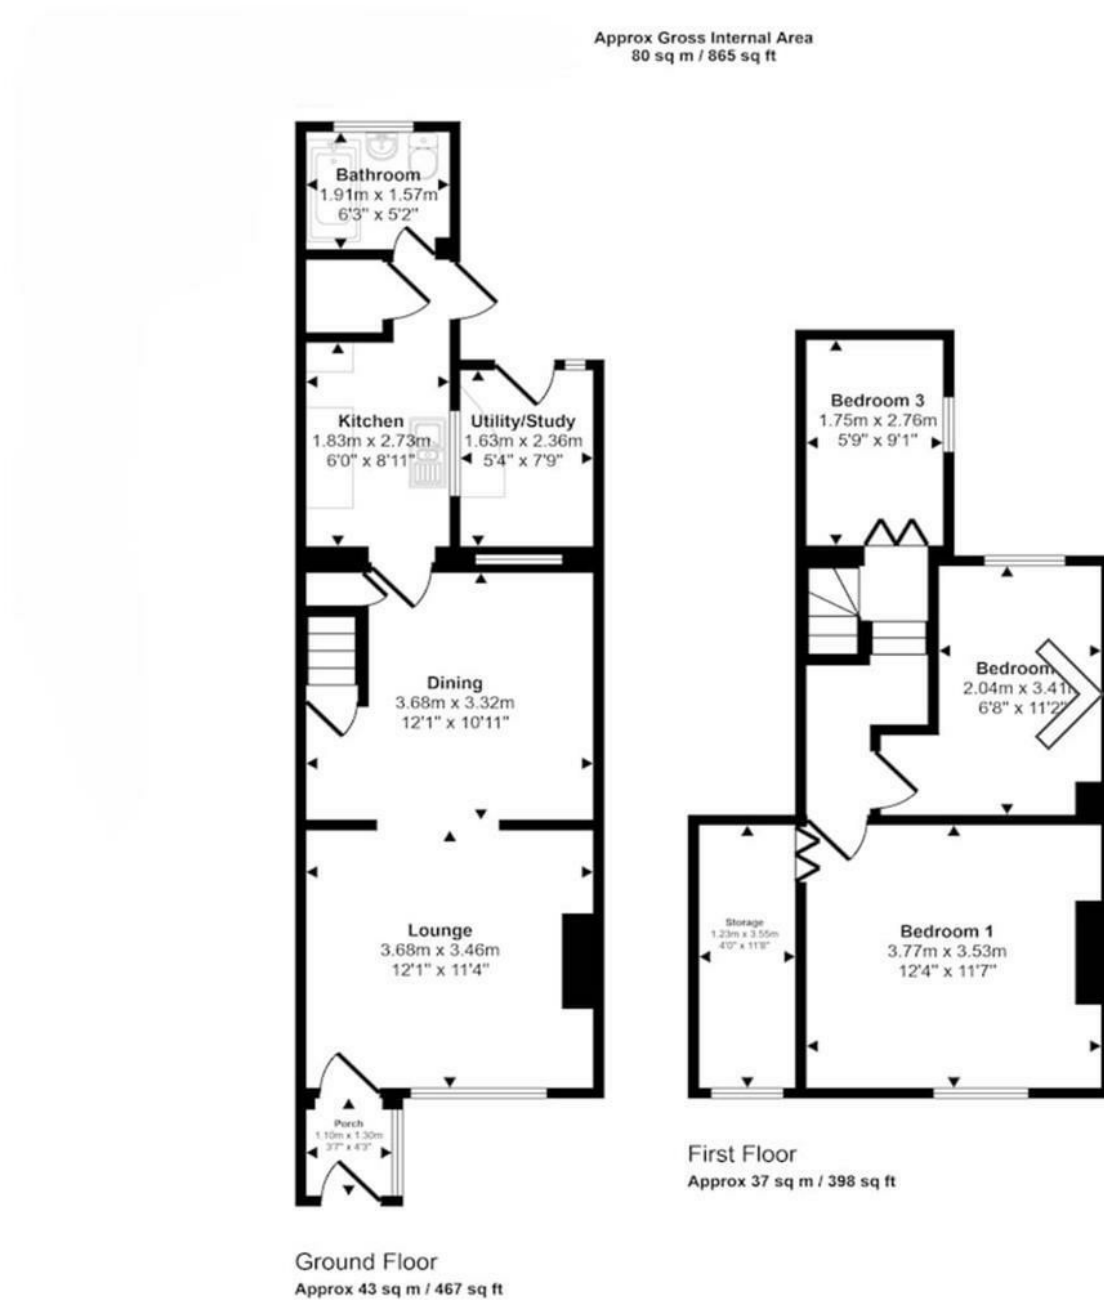 Approx Gross Internal Area
80 sq m / 865 sq ft
Bathroom
1.91m x 1.57m
6'3" x 5'2"
Kitchen
1.83m x 2.73m
6'0" x 8'11"
Utility/Study
1.63m x 2.36m
5'4" x 7'9"
Dining
3.68m x 3.32m
12'1" x 10'11"
Lounge
3.68m x 3.46m
12'1" x 11'4"
Porch
1.10m x 1.30m
3'7" x 4'3"
Ground Floor
Approx 43 sq m / 467 sq ft
Bedroom 3
1.75m x 2.76m
5'9" x 9'1"
Bedroom
2.04m x 3.41m
6'8" x 11'2"
Storage
1.23m x 3.55m
4'0" x 11'8"
Bedroom 1
3.77m x 3.53m
12'4" x 11'7"
First Floor
Approx 37 sq m / 398 sq ft